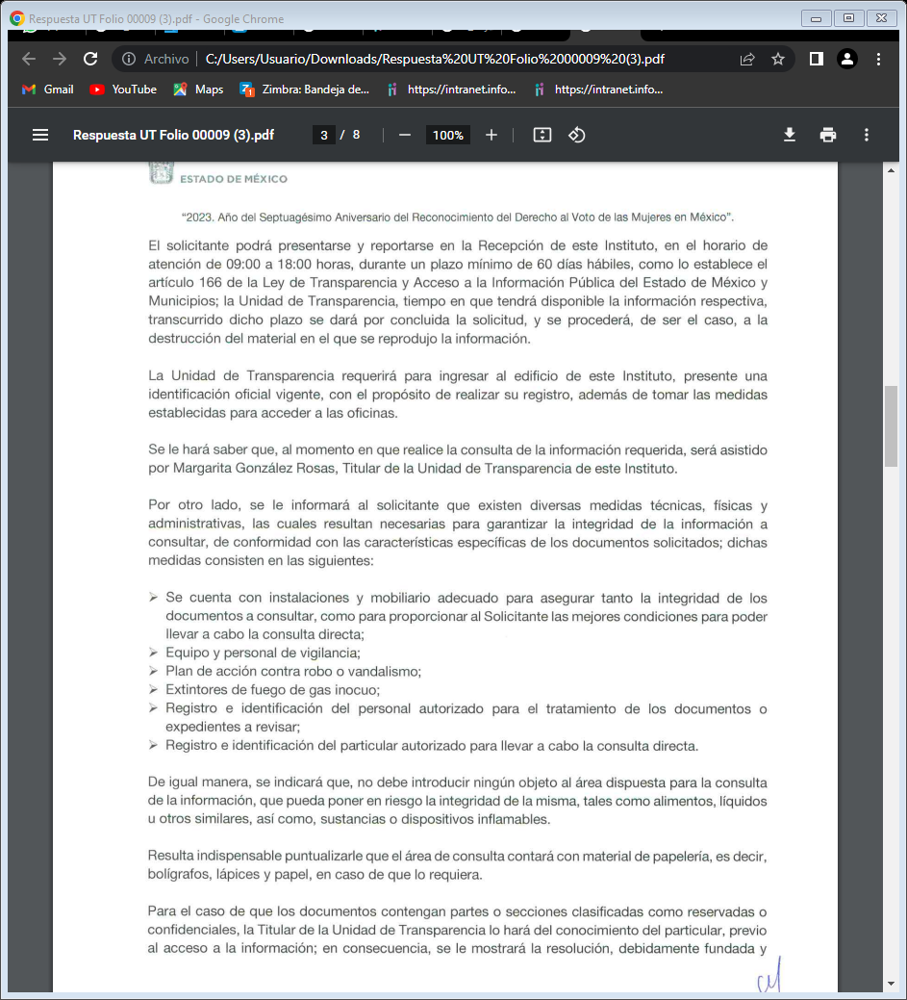 Respuesta UT Folio 00009 (3).pdf - Google Chrome
Archivo
C:/Users/Usuario/Downloads/Respuesta%20UT%20Folio%2000009%20(3).pdf
Gmail YouTube Maps Zimbra: Bandeja de... https://intranet.info... https://intranet.info...
Respuesta UT Folio 00009 (3).pdf 3 / 8 100%
ESTADO DE MÉXICO
“2023. Año del Septuagésimo Aniversario del Reconocimiento del Derecho al Voto de las Mujeres en México”.
El solicitante podrá presentarse y reportarse en la Recepción de este Instituto, en el horario de
atención de 09:00 a 18:00 horas, durante un plazo mínimo de 60 días hábiles, como lo establece el
artículo 166 de la Ley de Transparencia y Acceso a la Información Pública del Estado de México y
Municipios; la Unidad de Transparencia, tiempo en que tendrá disponible la información respectiva,
transcurrido dicho plazo se dará por concluida la solicitud, y se procederá, de ser el caso, a la
destrucción del material en el que se reprodujo la información.
La Unidad de Transparencia requerirá para ingresar al edificio de este Instituto, presente una
identificación oficial vigente, con el propósito de realizar su registro, además de tomar las medidas
establecidas para acceder a las oficinas.
Se le hará saber que, al momento en que realice la consulta de la información requerida, será asistido
por Margarita González Rosas, Titular de la Unidad de Transparencia de este Instituto.
Por otro lado, se le informará al solicitante que existen diversas medidas técnicas, físicas y
administrativas, las cuales resultan necesarias para garantizar la integridad de la información a
consultar, de conformidad con las características específicas de los documentos solicitados; dichas
medidas consisten en las siguientes:
➢ Se cuenta con instalaciones y mobiliario adecuado para asegurar tanto la integridad de los
documentos a consultar, como para proporcionar al Solicitante las mejores condiciones para poder
llevar a cabo la consulta directa;
➢ Equipo y personal de vigilancia;
➢ Plan de acción contra robo o vandalismo;
➢ Extintores de fuego de gas inocuo;
➢ Registro e identificación del personal autorizado para el tratamiento de los documentos o
expedientes a revisar;
➢ Registro e identificación del particular autorizado para llevar a cabo la consulta directa.
De igual manera, se indicará que, no debe introducir ningún objeto al área dispuesta para la consulta
de la información, que pueda poner en riesgo la integridad de la misma, tales como alimentos, líquidos
u otros similares, así como, sustancias o dispositivos inflamables.
Resulta indispensable puntualizarle que el área de consulta contará con material de papelería, es decir,
bolígrafos, lápices y papel, en caso de que lo requiera.
Para el caso de que los documentos contengan partes o secciones clasificadas como reservadas o
confidenciales, la Titular de la Unidad de Transparencia lo hará del conocimiento del particular, previo
al acceso a la información; en consecuencia, se le mostrará la resolución, debidamente fundada y